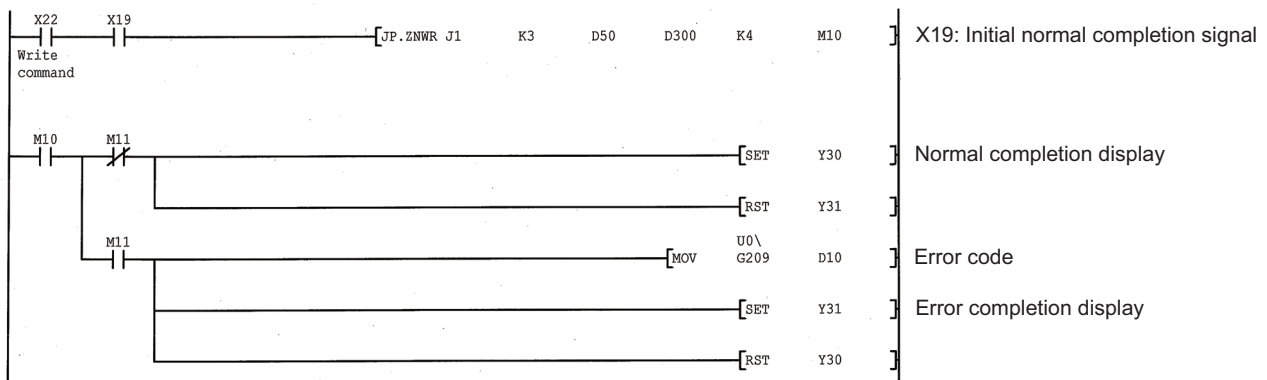 X22 X19
[JP.ZNWR J1 K3 D50 D300 K4 M10 ] X19: Initial normal completion signal
Write
command
M10 M11
[SET Y30 ] Normal completion display
[RST Y31 ]
M11 U0\
[MOV G209 D10 ] Error code
[SET Y31 ] Error completion display
[RST Y30 ]